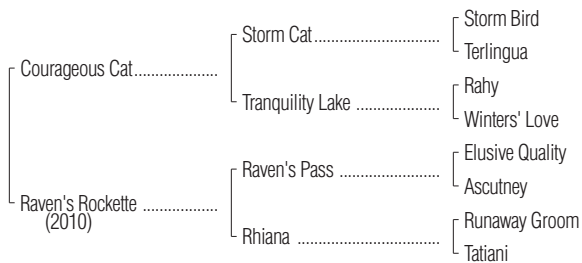 Storm Bird
Storm Cat
Terlingua
Courageous Cat
Rahy
Tranquility Lake
Winters' Love
Elusive Quality
Raven's Pass
Ascutney
Raven's Rockette
(2010)
Runaway Groom
Rhiana
Tatiani